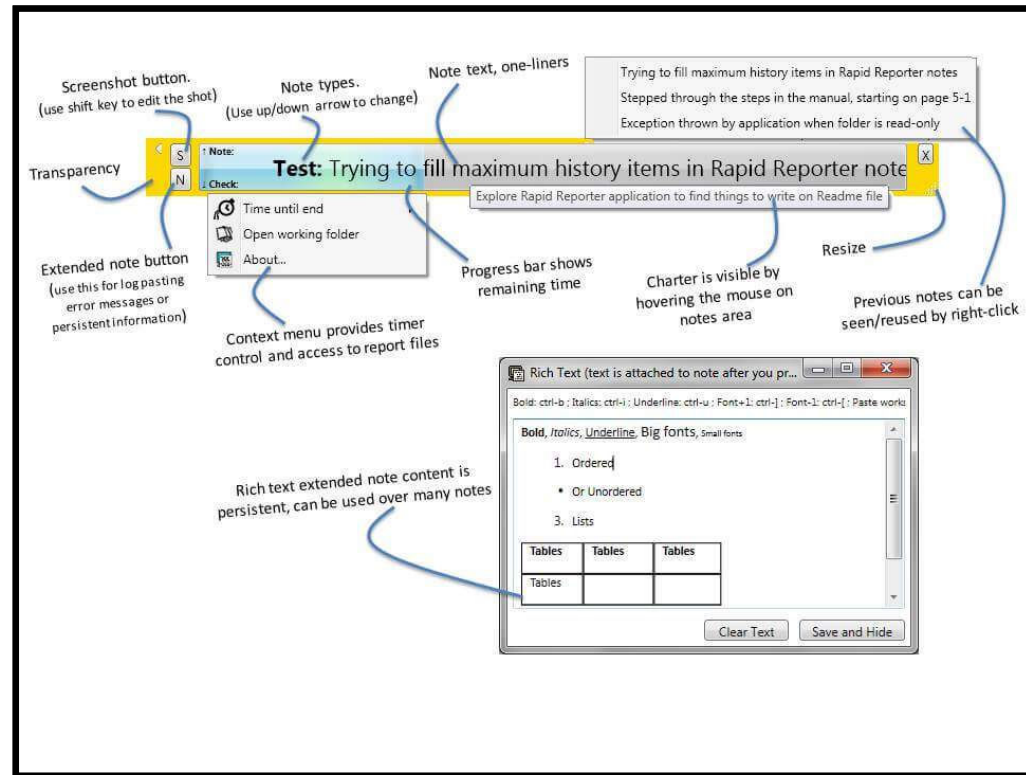 Screenshot button.
(use shift key to edit the shot)
Note types.
(Use up/down arrow to change)
Note text, one-liners
Trying to fill maximum history items in Rapid Reporter notes
Stepped through the steps in the manual, starting on page 5-1
Exception thrown by application when folder is read-only
Transparency
S
N
↑ Note:
Test: Trying to fill maximum history items in Rapid Reporter note
↓ Check:
X
Explore Rapid Reporter application to find things to write on Readme file
Time until end
Open working folder
About...
Extended note button
(use this for log pasting
error messages or
persistent information)
Context menu provides timer
control and access to report files
Progress bar shows
remaining time
Charter is visible by
hovering the mouse on
notes area
Resize
Previous notes can be
seen/reused by right-click
Rich Text (text is attached to note after you pr...
Bold: ctrl-b ; Italics: ctrl-i ; Underline: ctrl-u ; Font+1: ctrl-] ; Font-1: ctrl-[ ; Paste works
Bold, Italics, Underline, Big fonts, Small fonts
1. Ordered
• Or Unordered
3. Lists
Tables Tables Tables
Tables
Rich text extended note content is
persistent, can be used over many notes
Clear Text Save and Hide